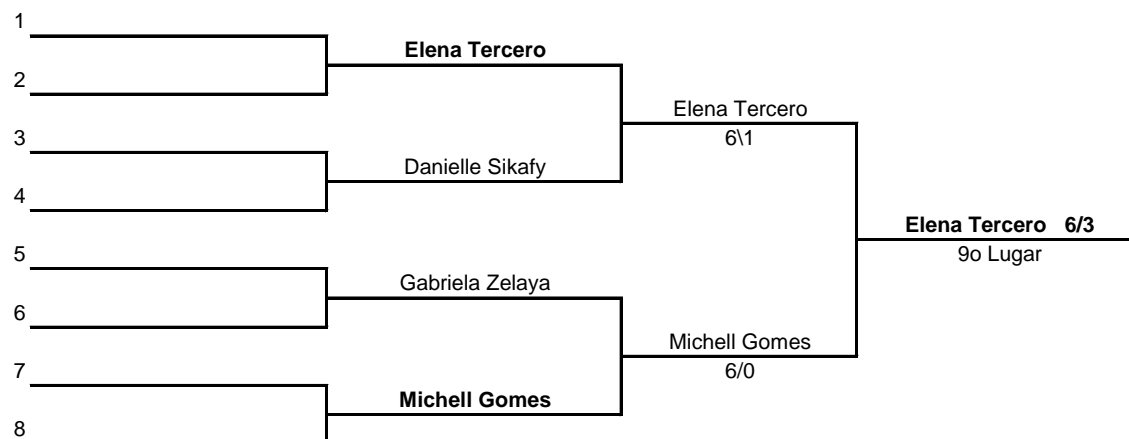 1
Elena Tercero
2
Elena Tercero
6\1
3
Danielle Sikafy
4
Elena Tercero 6/3
9o Lugar
5
Gabriela Zelaya
6
Michell Gomes
6/0
7
Michell Gomes
8